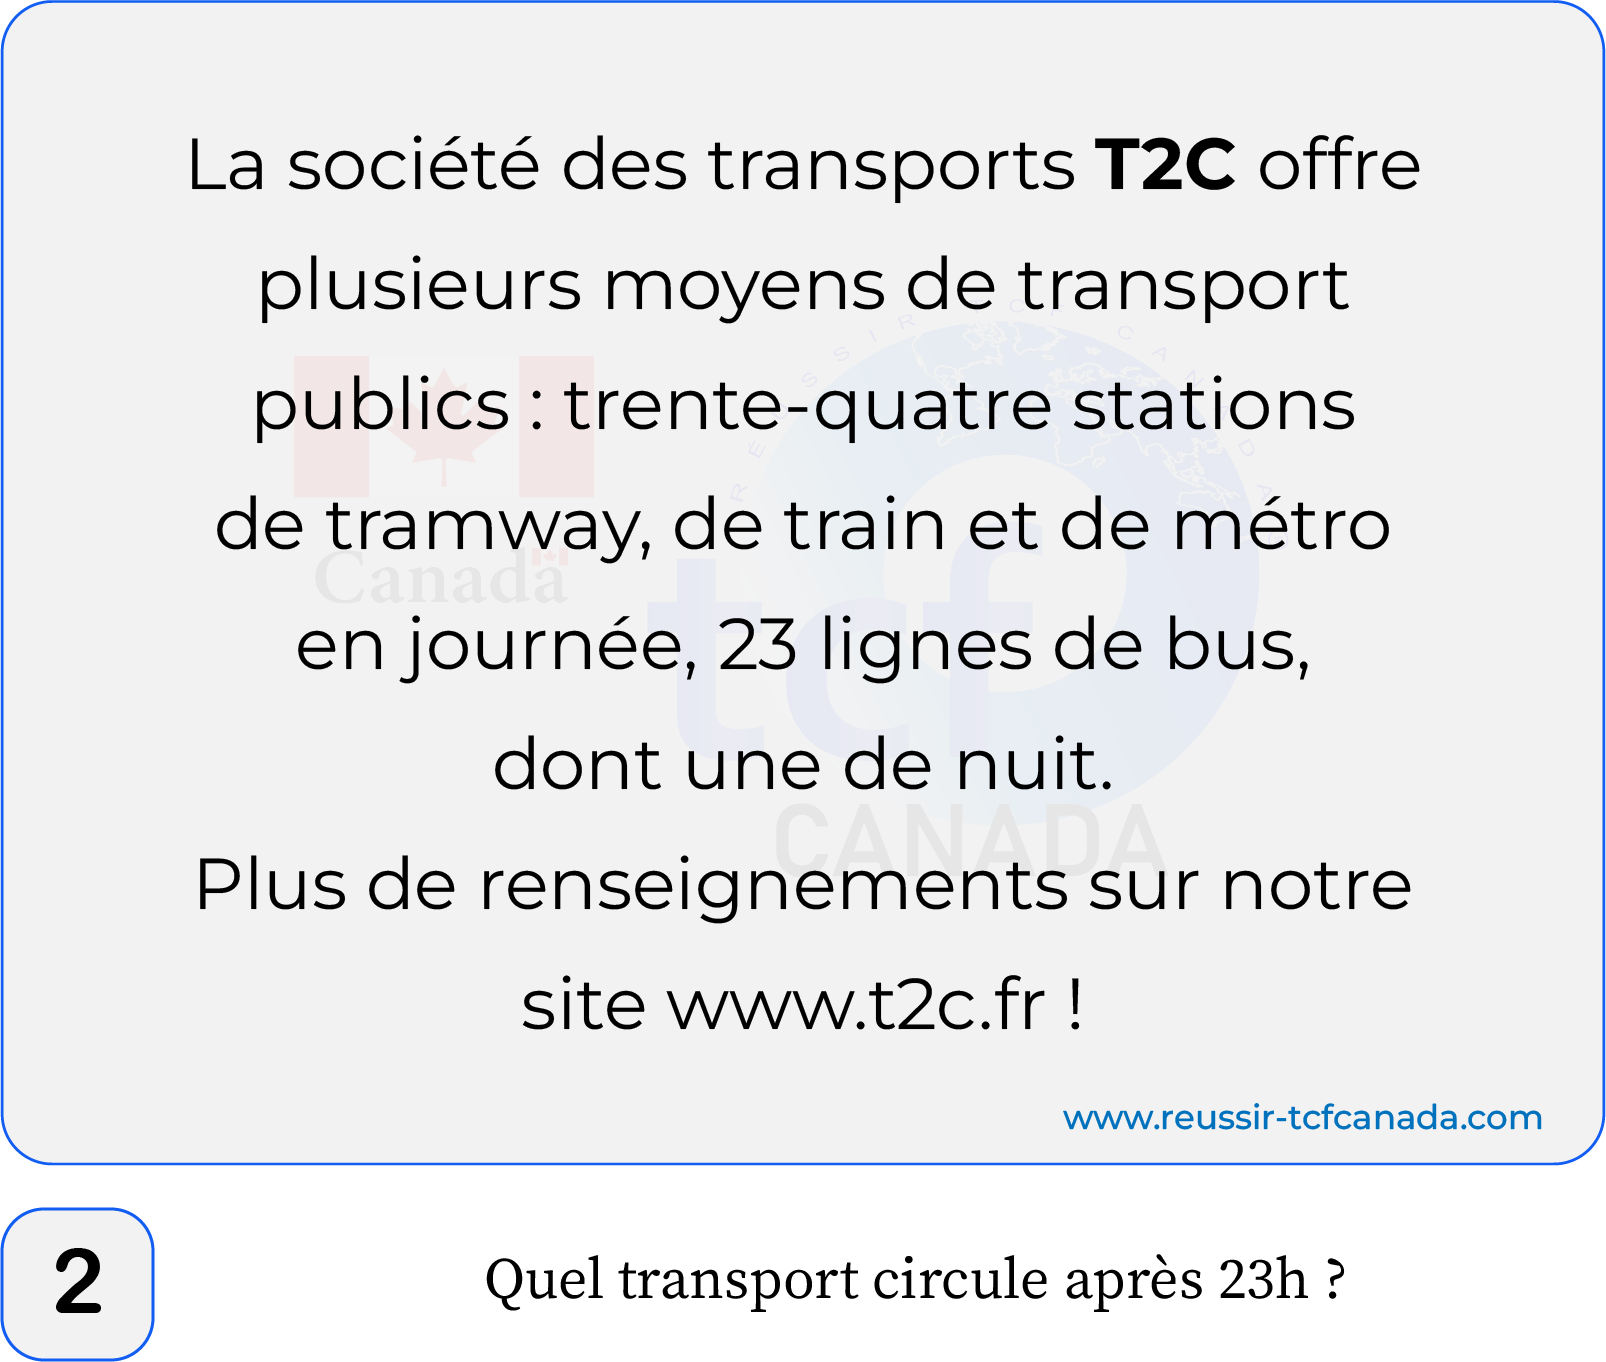 La société des transports T2C offre
plusieurs moyens de transport
publics : trente-quatre stations
de tramway, de train et de métro
en journée, 23 lignes de bus,
dont une de nuit.
Plus de renseignements sur notre
site www.t2c.fr !
Canada
RÉUSSIR TCF CANADA
tcf
CANADA
www.reussir-tcfcanada.com
2
Quel transport circule après 23h ?